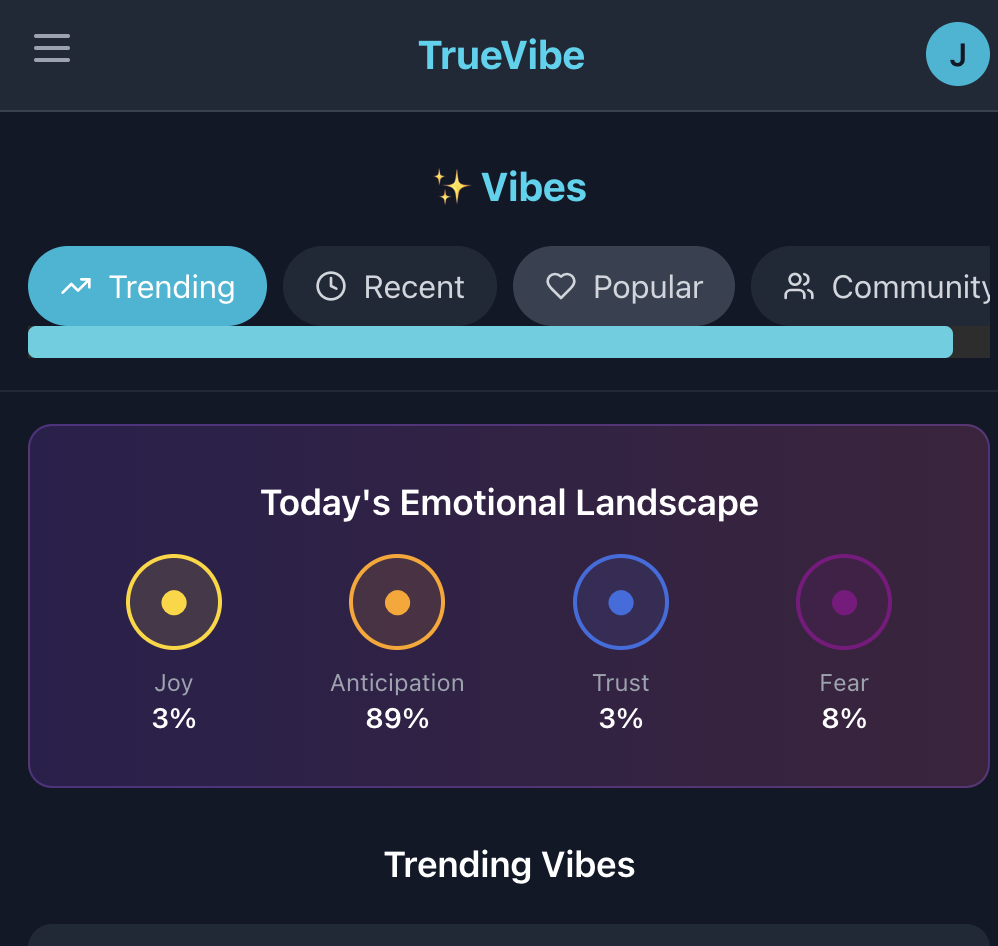 TrueVibe
J
✨ Vibes
Trending
Recent
Popular
Community
Today's Emotional Landscape
Joy
Anticipation
Trust
Fear
3%
89%
3%
8%
Trending Vibes